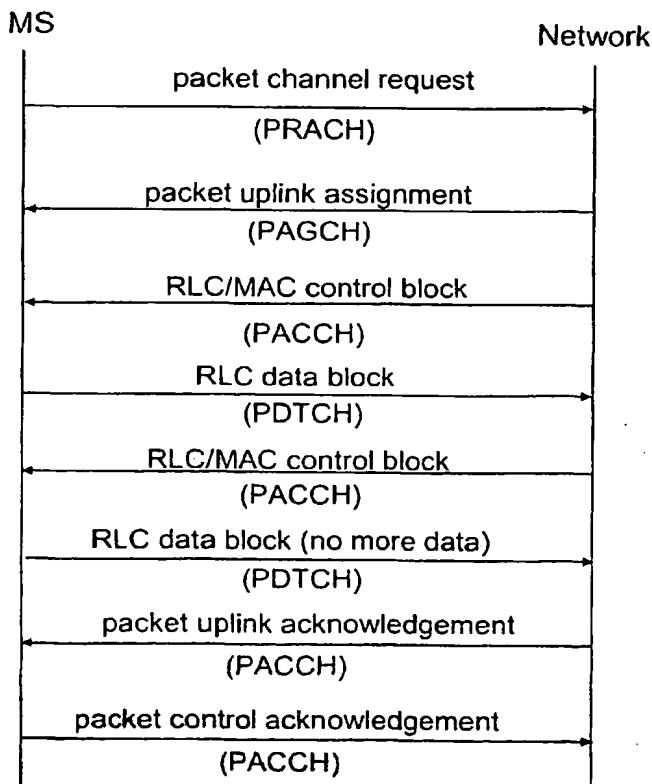 MS
Network
packet channel request
(PRACH)
packet uplink assignment
(PAGCH)
RLC/MAC control block
(PACCH)
RLC data block
(PDTCH)
RLC/MAC control block
(PACCH)
RLC data block (no more data)
(PDTCH)
packet uplink acknowledgement
(PACCH)
packet control acknowledgement
(PACCH)